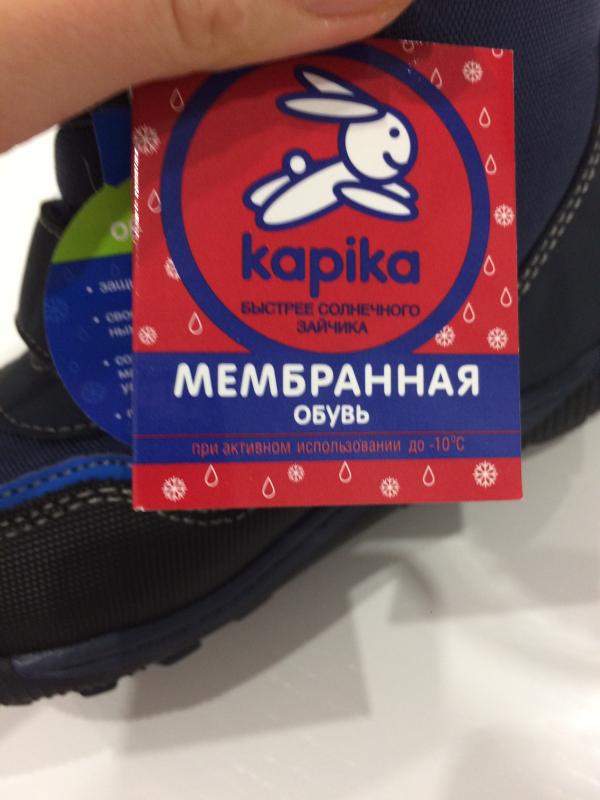 kapika
БЫСТРЕЕ СОЛНЕЧНОГО
ЗАЙЧИКА
МЕМБРАННАЯ
ОБУВЬ
при активном использовании до -10°C